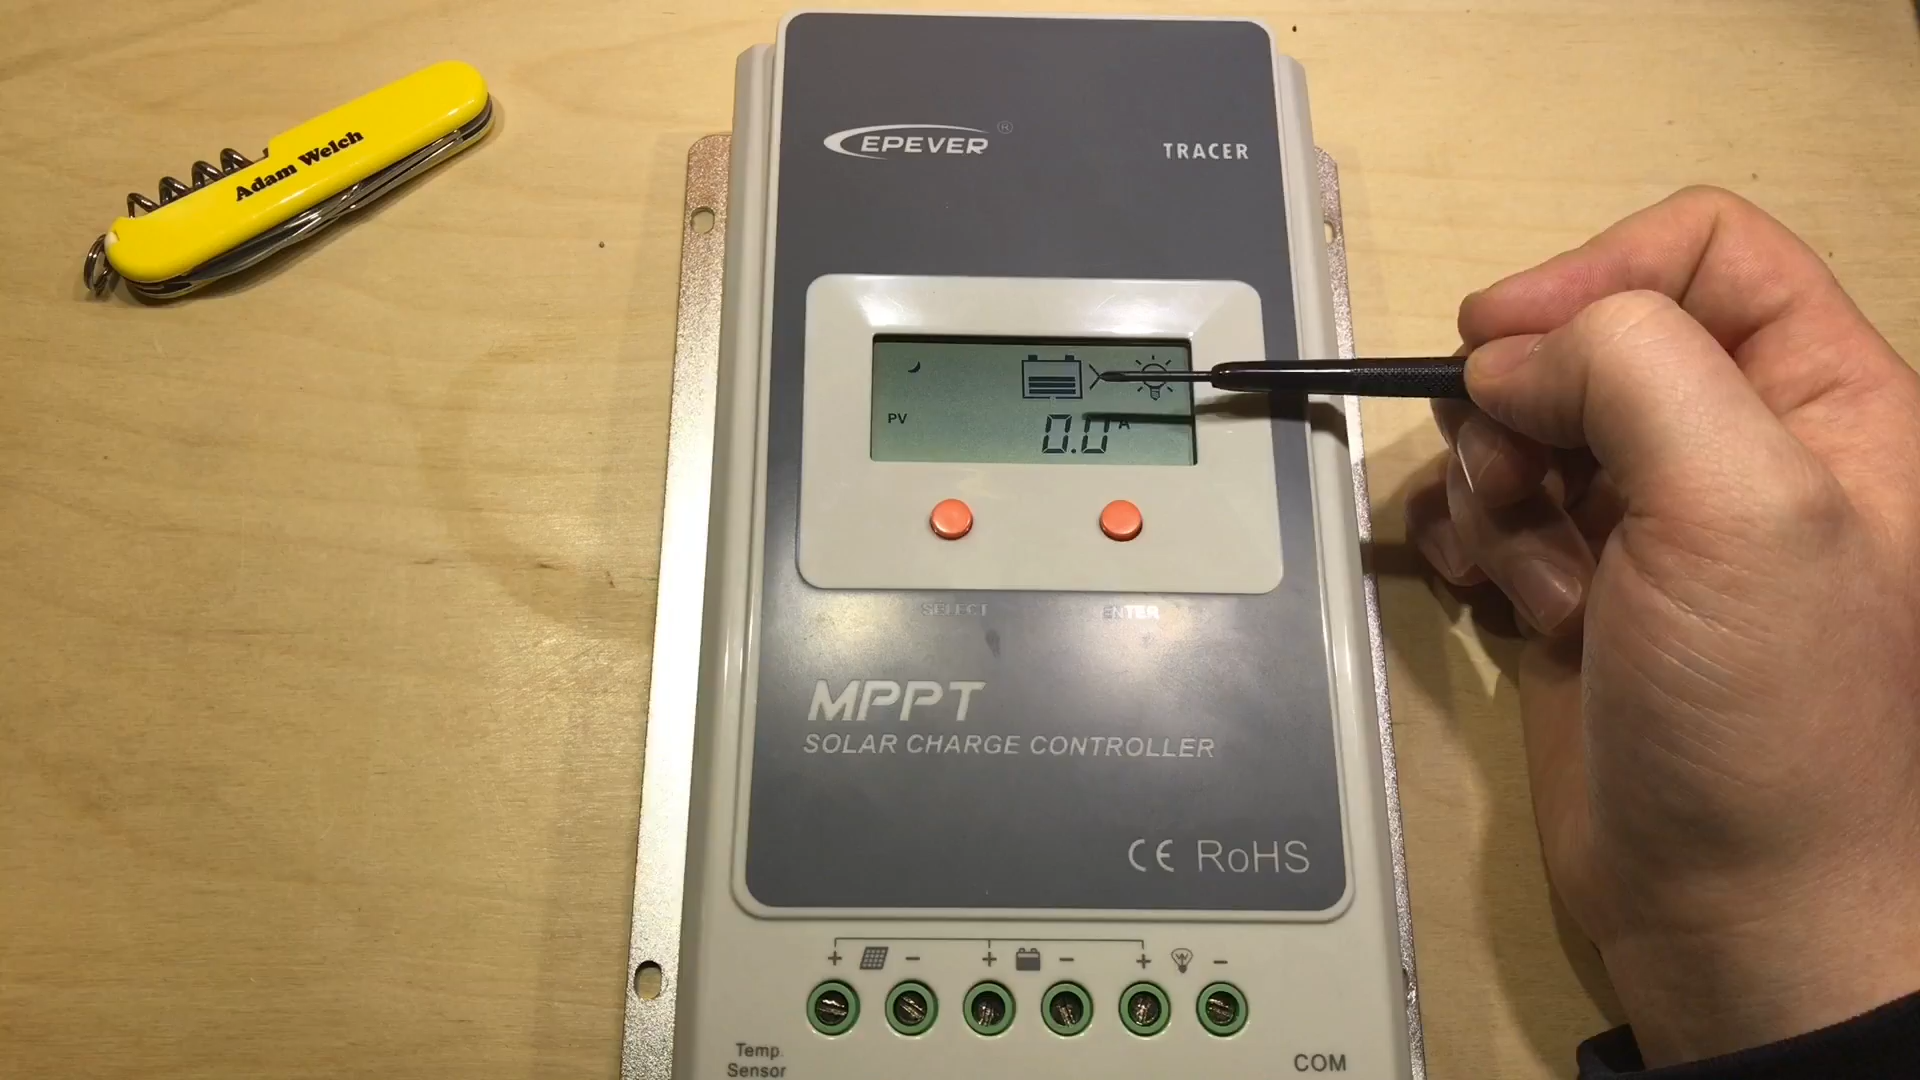 Adam Welch
EPEVER ®
TRACER
PV
0.0 A
SELECT
ENTER
MPPT
SOLAR CHARGE CONTROLLER
CE RoHS
+ - + - + -
Temp.
Sensor
COM